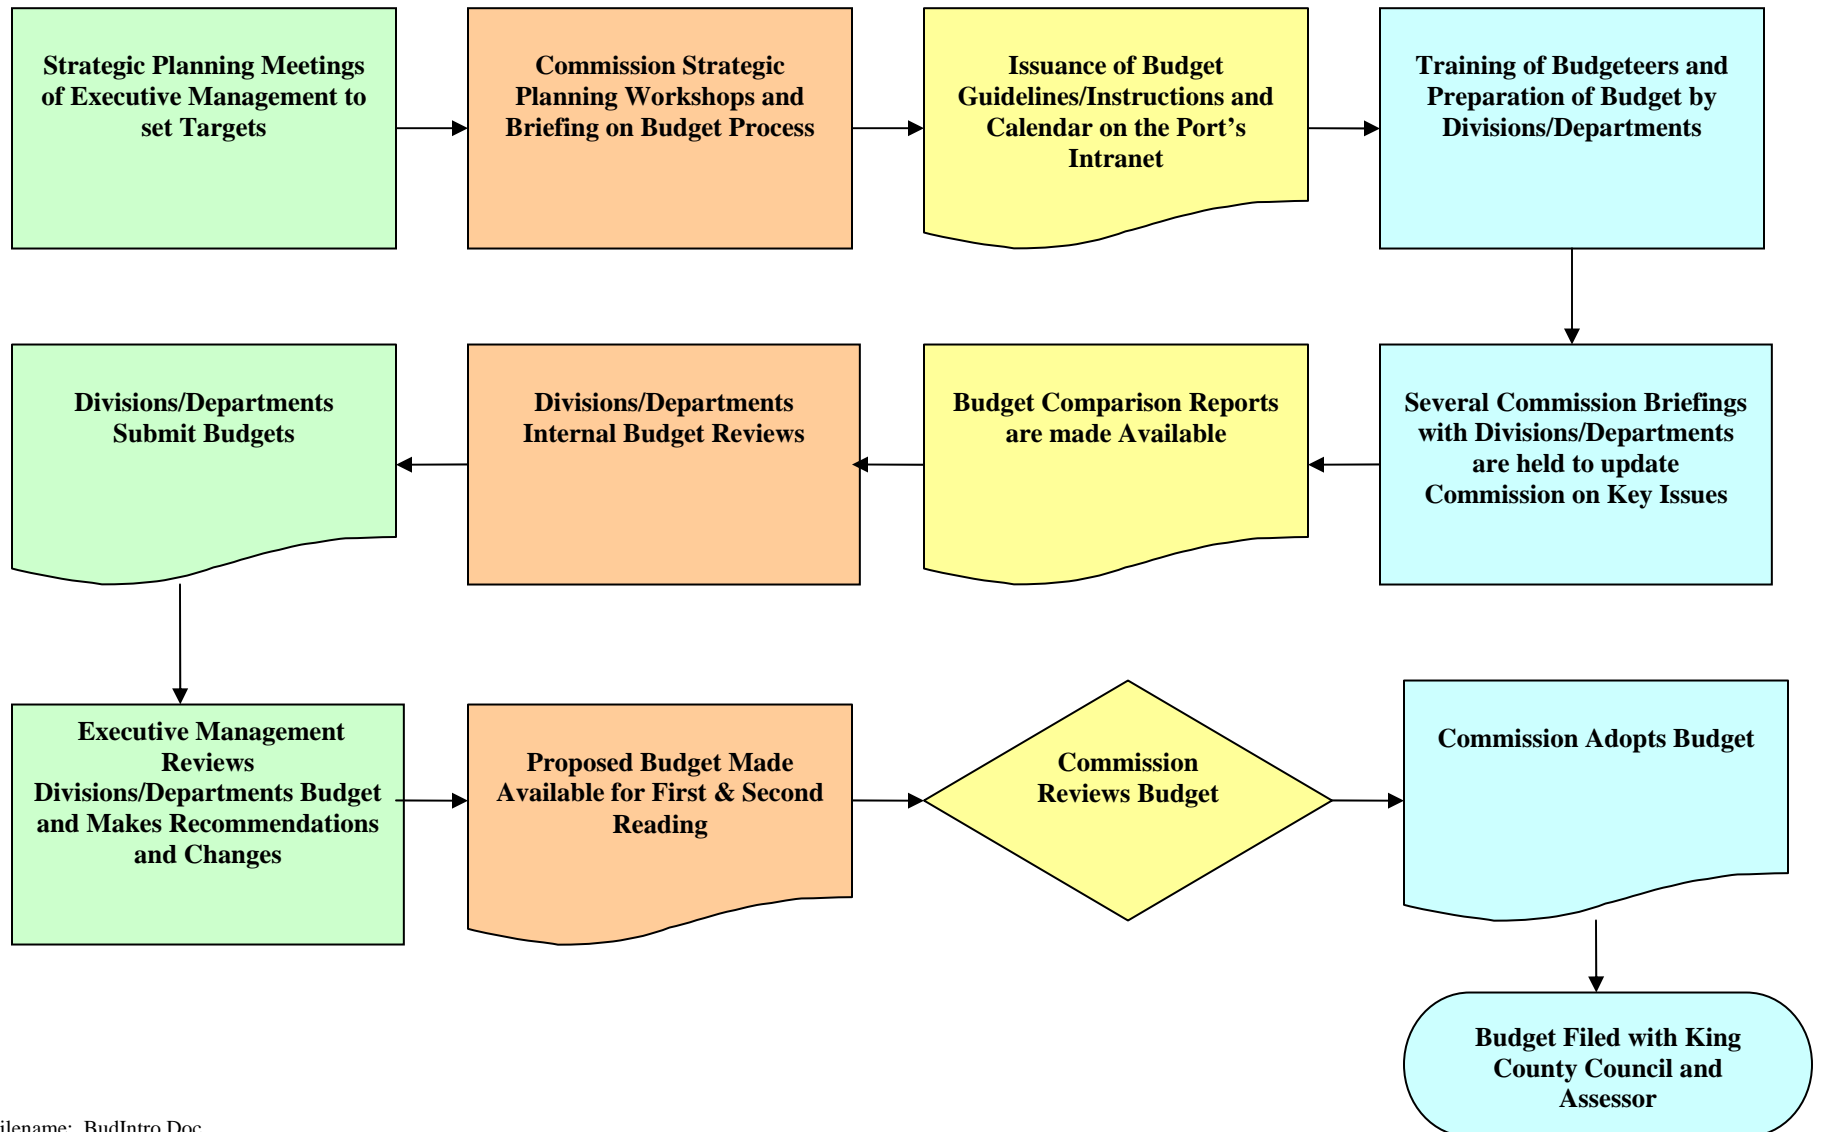 Strategic Planning Meetings
of Executive Management to
set Targets
Commission Strategic
Planning Workshops and
Briefing on Budget Process
Issuance of Budget
Guidelines/Instructions and
Calendar on the Port’s
Intranet
Training of Budgeteers and
Preparation of Budget by
Divisions/Departments
Several Commission Briefings
with Divisions/Departments
are held to update
Commission on Key Issues
Budget Comparison Reports
are made Available
Divisions/Departments
Internal Budget Reviews
Divisions/Departments
Submit Budgets
Executive Management
Reviews
Divisions/Departments Budget
and Makes Recommendations
and Changes
Proposed Budget Made
Available for First & Second
Reading
Commission
Reviews Budget
Commission Adopts Budget
Budget Filed with King
County Council and
Assessor
ilename: BudIntro.Doc